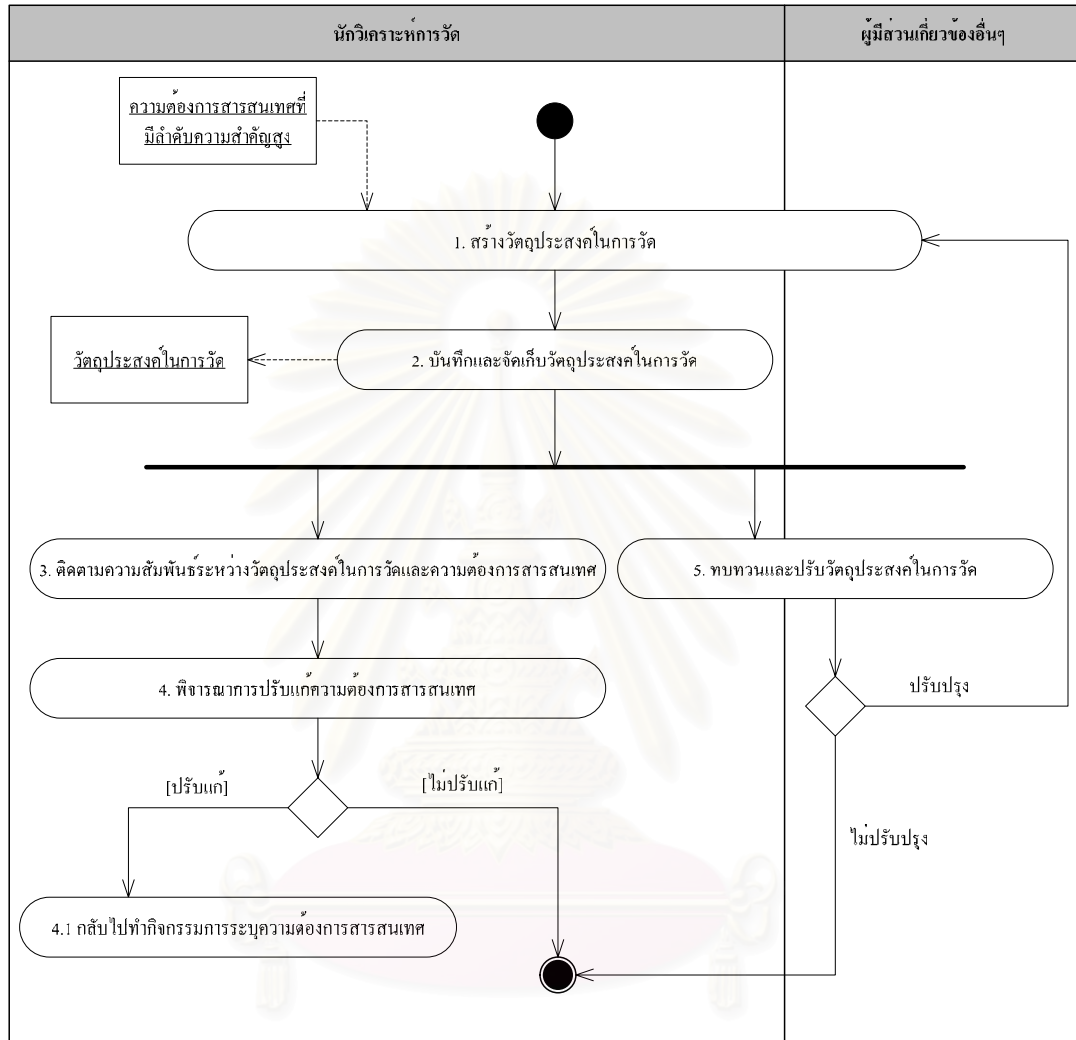 นักวิเคราะห์การวัด
ผู้มีส่วนเกี่ยวข้องอื่นๆ
ความต้องการสารสนเทศที่
มีลำดับความสำคัญสูง
1. สร้างวัตถุประสงค์ในการวัด
วัตถุประสงค์ในการวัด
2. บันทึกและจัดเก็บวัตถุประสงค์ในการวัด
3. ติดตามความสัมพันธ์ระหว่างวัตถุประสงค์ในการวัดและความต้องการสารสนเทศ
5. ทบทวนและปรับวัตถุประสงค์ในการวัด
4. พิจารณาการปรับแก้ความต้องการสารสนเทศ
ปรับปรุง
[ปรับแก้]
[ไม่ปรับแก้]
ไม่ปรับปรุง
4.1 กลับไปทำกิจกรรมการระบุความต้องการสารสนเทศ